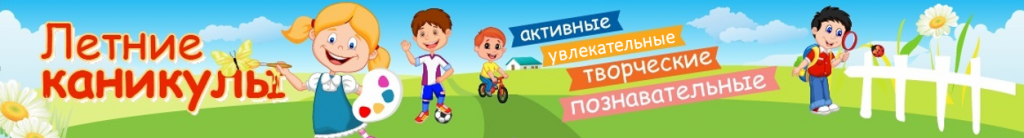 Летние
каникулы
активные
увлекательные
творческие
познавательные